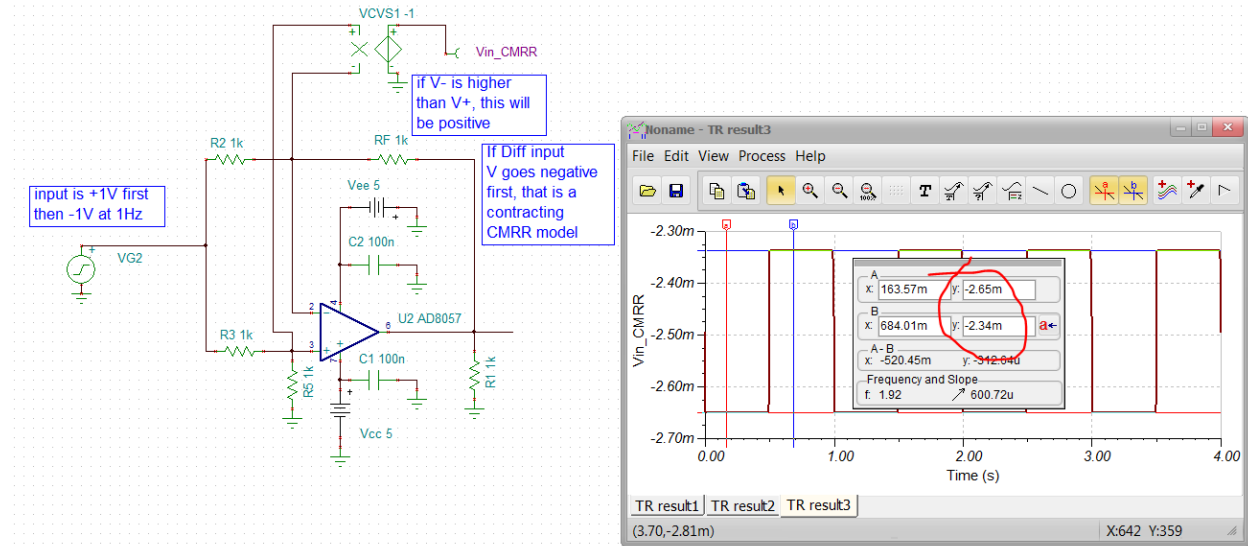 VCVS1 -1
Vin_CMRR
if V- is higher
than V+, this will
be positive
R2 1k
RF 1k
If Diff input
V goes negative
first, that is a
contracting
CMRR model
input is +1V first
then -1V at 1Hz
Vee 5
C2 100n
VG2
U2 AD8057
R3 1k
R5 1k
C1 100n
R1 1k
Vcc 5
+
-
+
+
+
-
+
+
+
2
3
4
6
7
Noname - TR result3
File Edit View Process Help
T
100%
a
b
a
b
-2.30m
-2.40m
-2.50m
-2.60m
-2.70m
Vin_CMRR
A
x: 163.57m y: -2.65m
B
x: 684.01m y: -2.34m a
A - B
x: -520.45m y: -312.04u
Frequency and Slope
f: 1.92 600.72u
0.00 1.00 2.00 3.00 4.00
Time (s)
TR result1 TR result2 TR result3
(3.70,-2.81m) X:642 Y:359